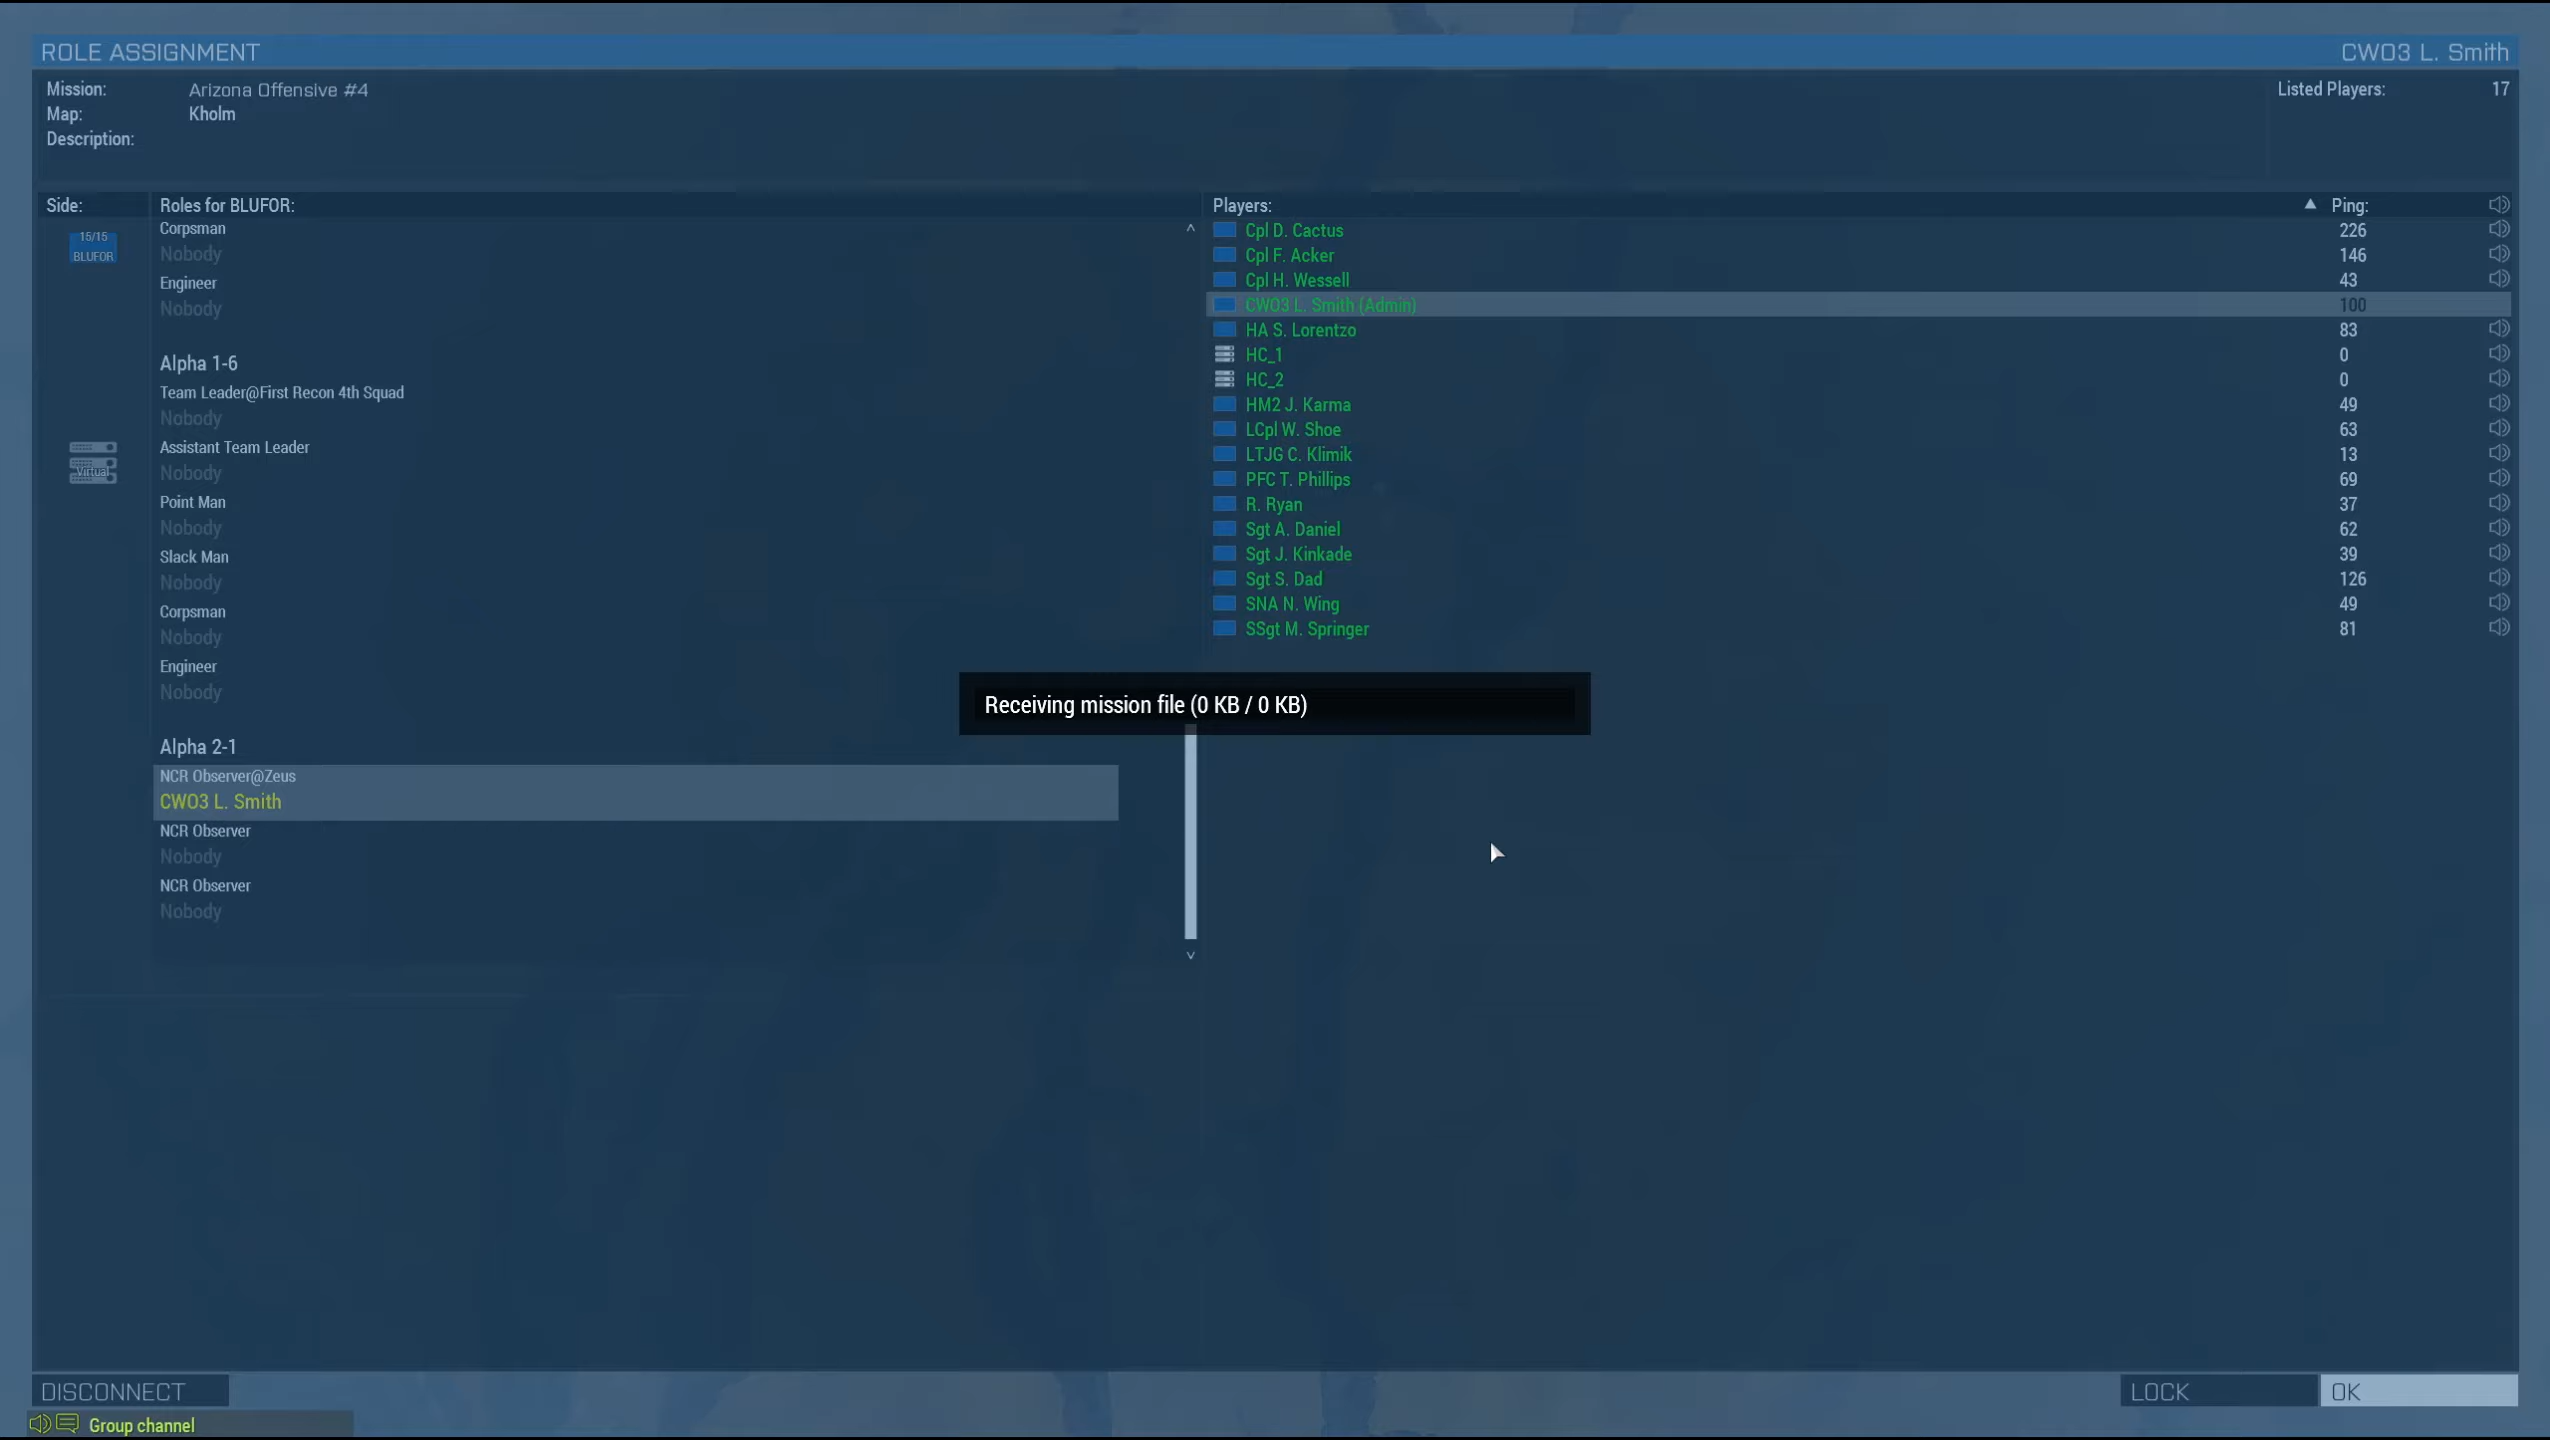 ROLE ASSIGNMENT
CWO3 L. Smith
Mission: Arizona Offensive #4
Listed Players: 17
Map: Kholm
Description:
Side:
15/15
BLUFOR
Virtual
Roles for BLUFOR:
Corpsman
Nobody
Engineer
Nobody
Alpha 1-6
Team Leader@First Recon 4th Squad
Nobody
Assistant Team Leader
Nobody
Point Man
Nobody
Slack Man
Nobody
Corpsman
Nobody
Engineer
Nobody
Alpha 2-1
NCR Observer@Zeus
CWO3 L. Smith
NCR Observer
Nobody
NCR Observer
Nobody
Players: Ping:
Cpl D. Cactus 226
Cpl F. Acker 146
Cpl H. Wessell 43
CWO3 L. Smith (Admin) 100
HA S. Lorentzo 83
HC_1 0
HC_2 0
HM2 J. Karma 49
LCpl W. Shoe 63
LTJG C. Klimik 13
PFC T. Phillips 69
R. Ryan 37
Sgt A. Daniel 62
Sgt J. Kinkade 39
Sgt S. Dad 126
SNA N. Wing 49
SSgt M. Springer 81
Receiving mission file (0 KB / 0 KB)
DISCONNECT
LOCK
OK
Group channel